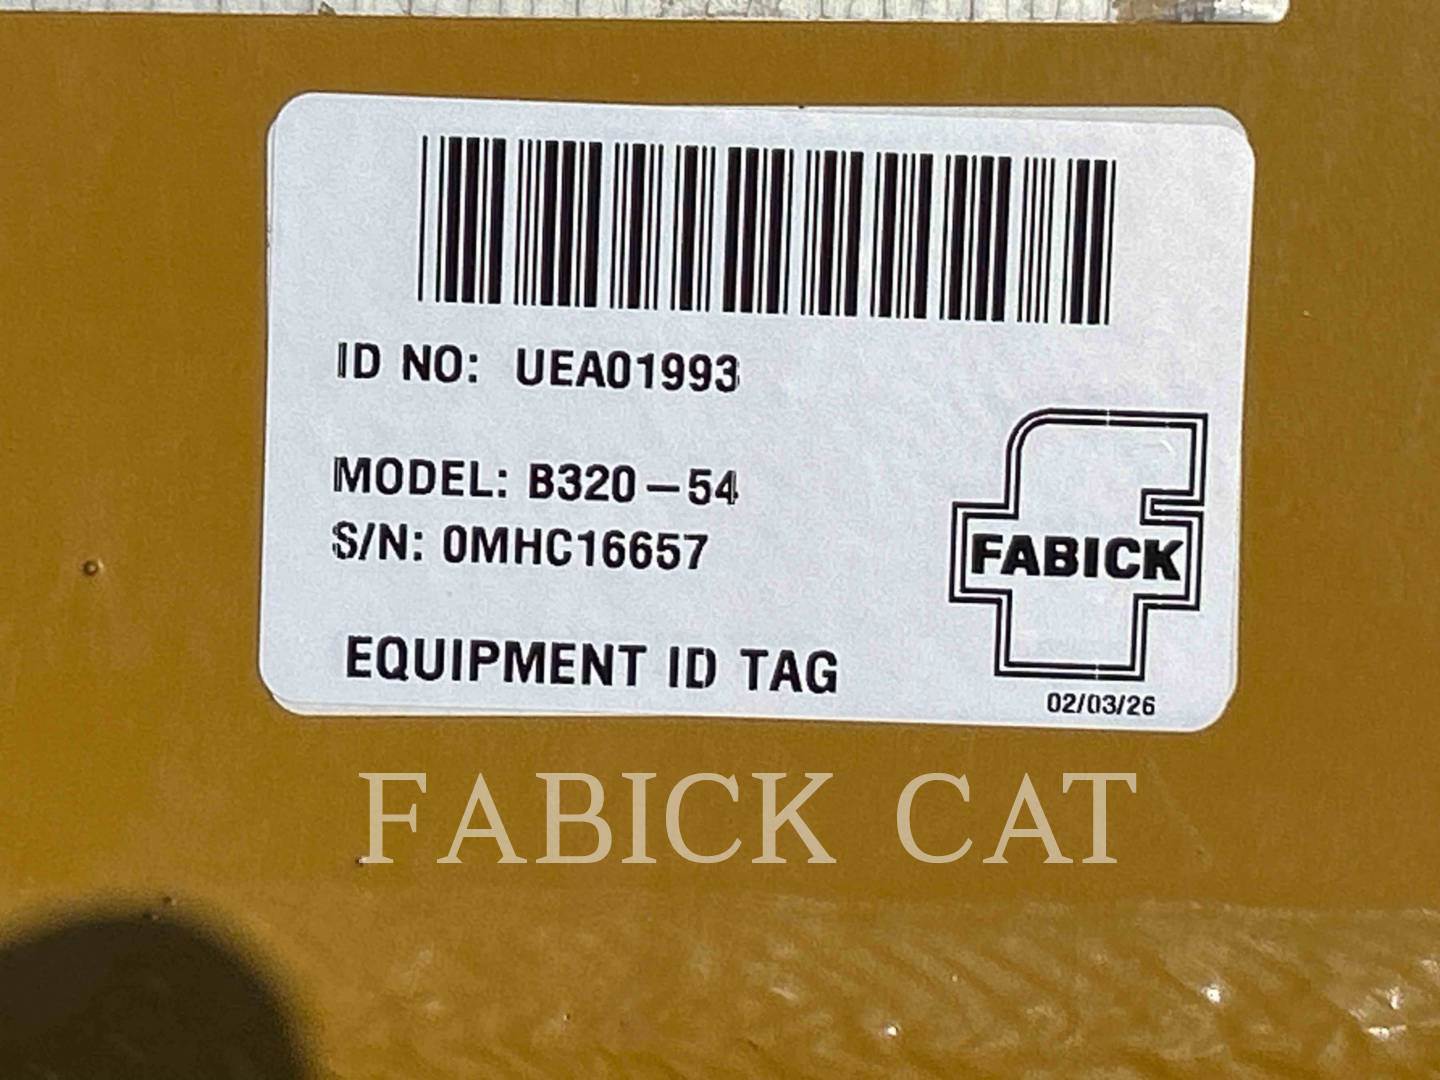 ID NO: UEA01993
MODEL: B320-54
S/N: 0MHC16657
FABICK
EQUIPMENT ID TAG
02/03/26
FABICK CAT